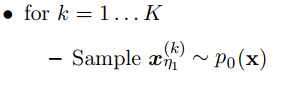 • for k = 1 . . . K
– Sample x_{η_1}^{(k)} ∼ p_0(x)